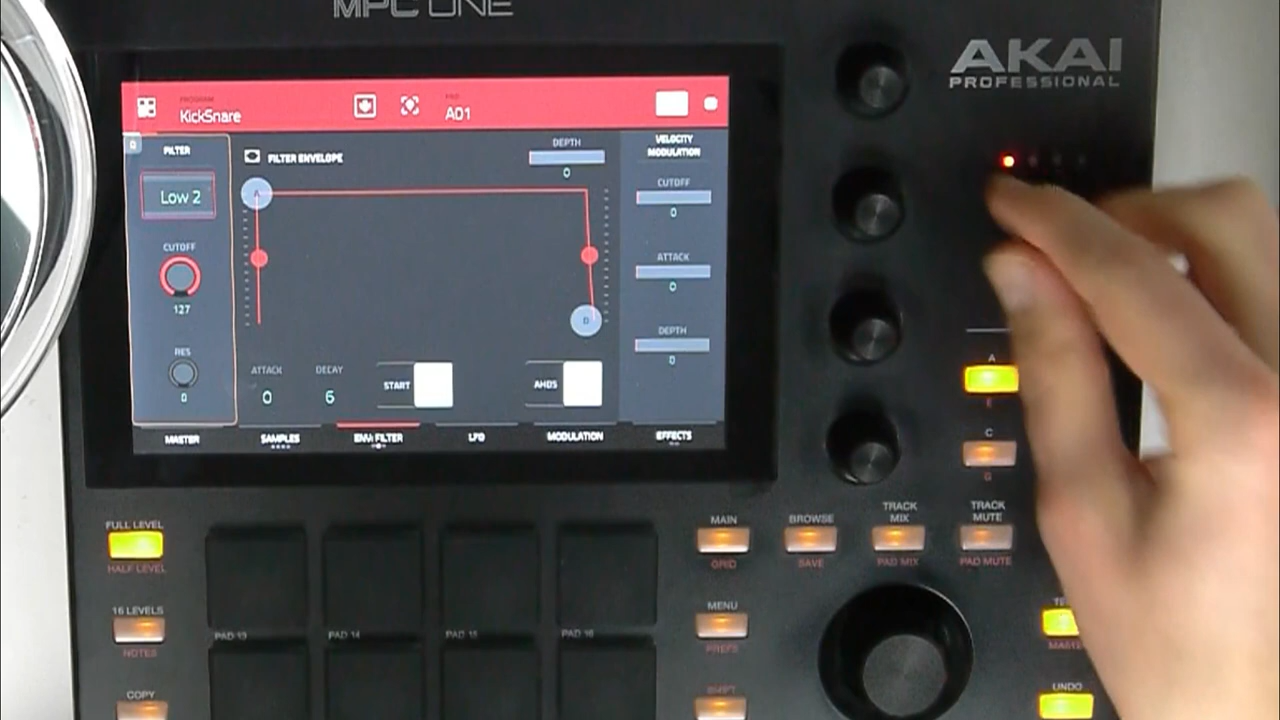 MPC ONE
AKAI
PROFESSIONAL
PROGRAM
KickSnare
PAD
A01
Q
FILTER
Low 2
CUTOFF
127
RES
0
FILTER ENVELOPE
DEPTH
0
A
D
ATTACK
0
DECAY
6
START
AHDS
VELOCITY
MODULATION
CUTOFF
0
ATTACK
0
DEPTH
0
MASTER
SAMPLES
ENV/FILTER
LFO
MODULATION
EFFECTS
A
E
C
G
FULL LEVEL
HALF LEVEL
16 LEVELS
NOTES
COPY
PAD 13
PAD 14
PAD 15
PAD 16
MAIN
GRID
BROWSE
SAVE
TRACK
MIX
PAD MIX
TRACK
MUTE
PAD MUTE
MENU
PREFS
SHIFT
UNDO